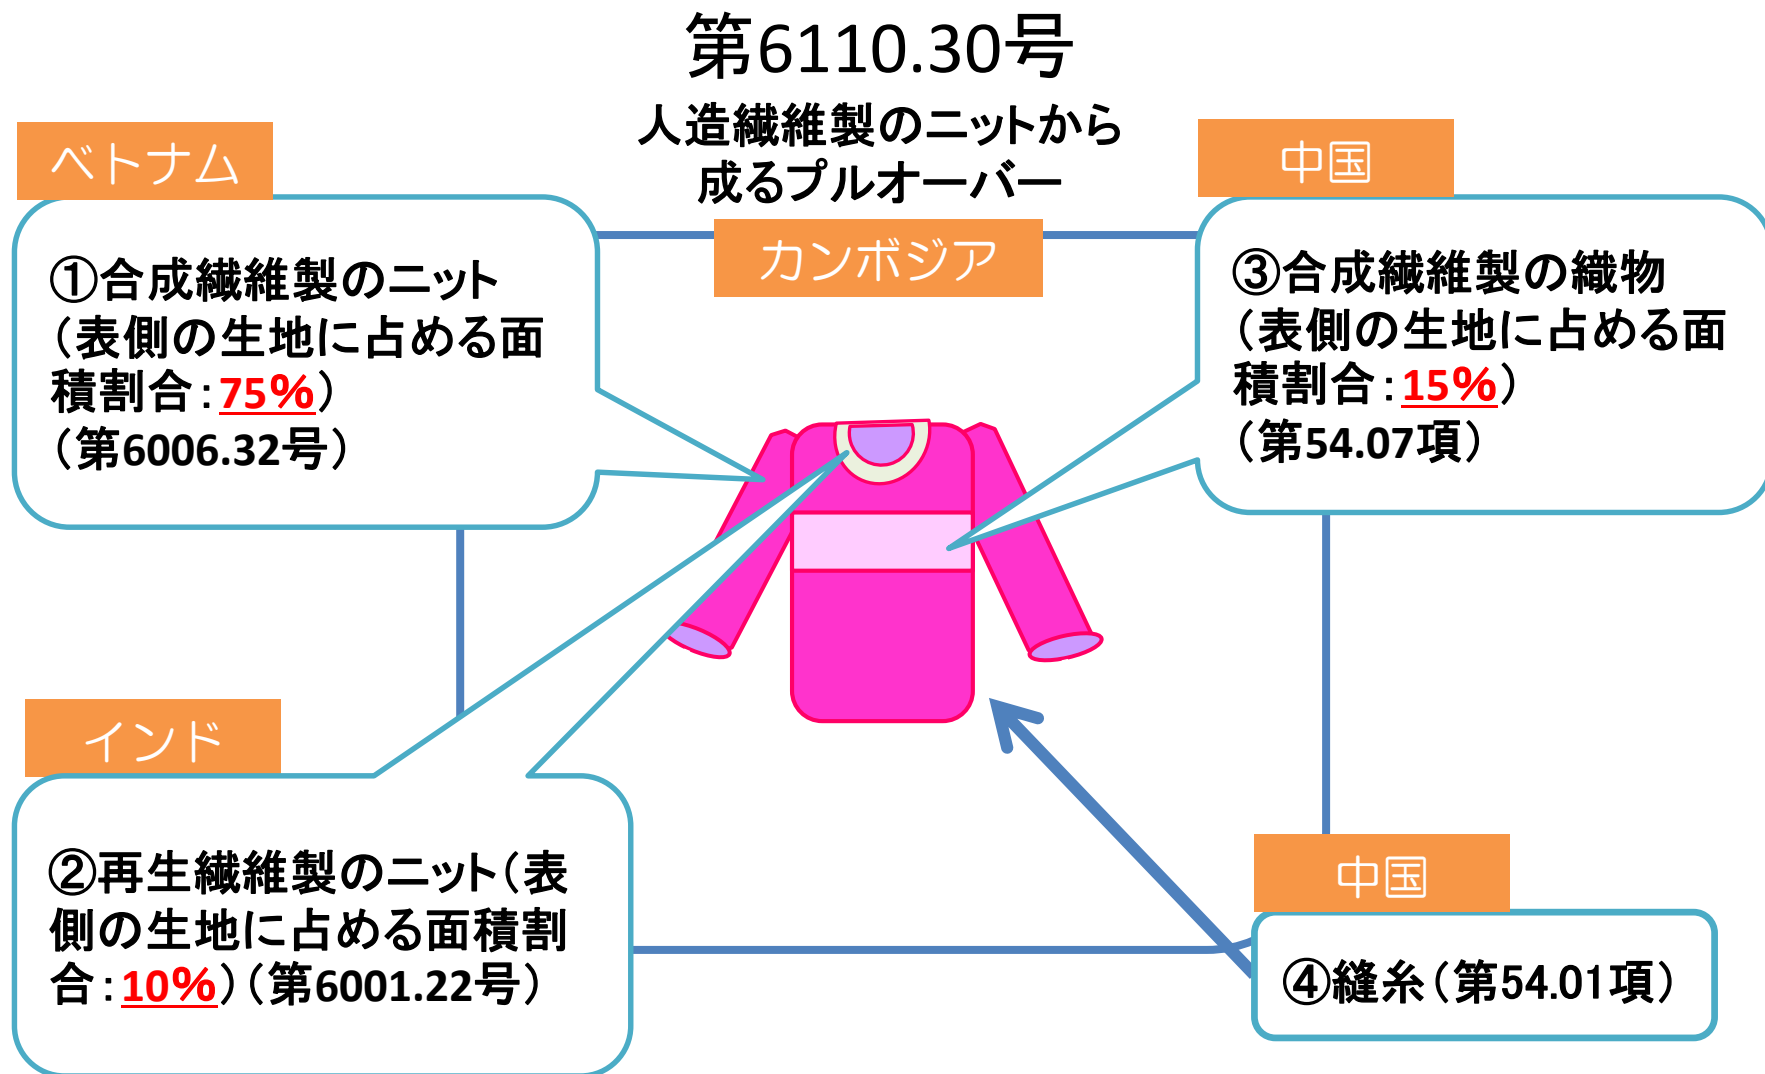 第6110.30号
人造繊維製のニットから
成るプルオーバー
ベトナム
①合成繊維製のニット
（表側の生地に占める面
積割合：75％）
（第6006.32号）
カンボジア
中国
③合成繊維製の織物
（表側の生地に占める面
積割合：15％）
（第54.07項）
インド
②再生繊維製のニット（表
側の生地に占める面積割
合：10％）（第6001.22号）
中国
④縫糸（第54.01項）